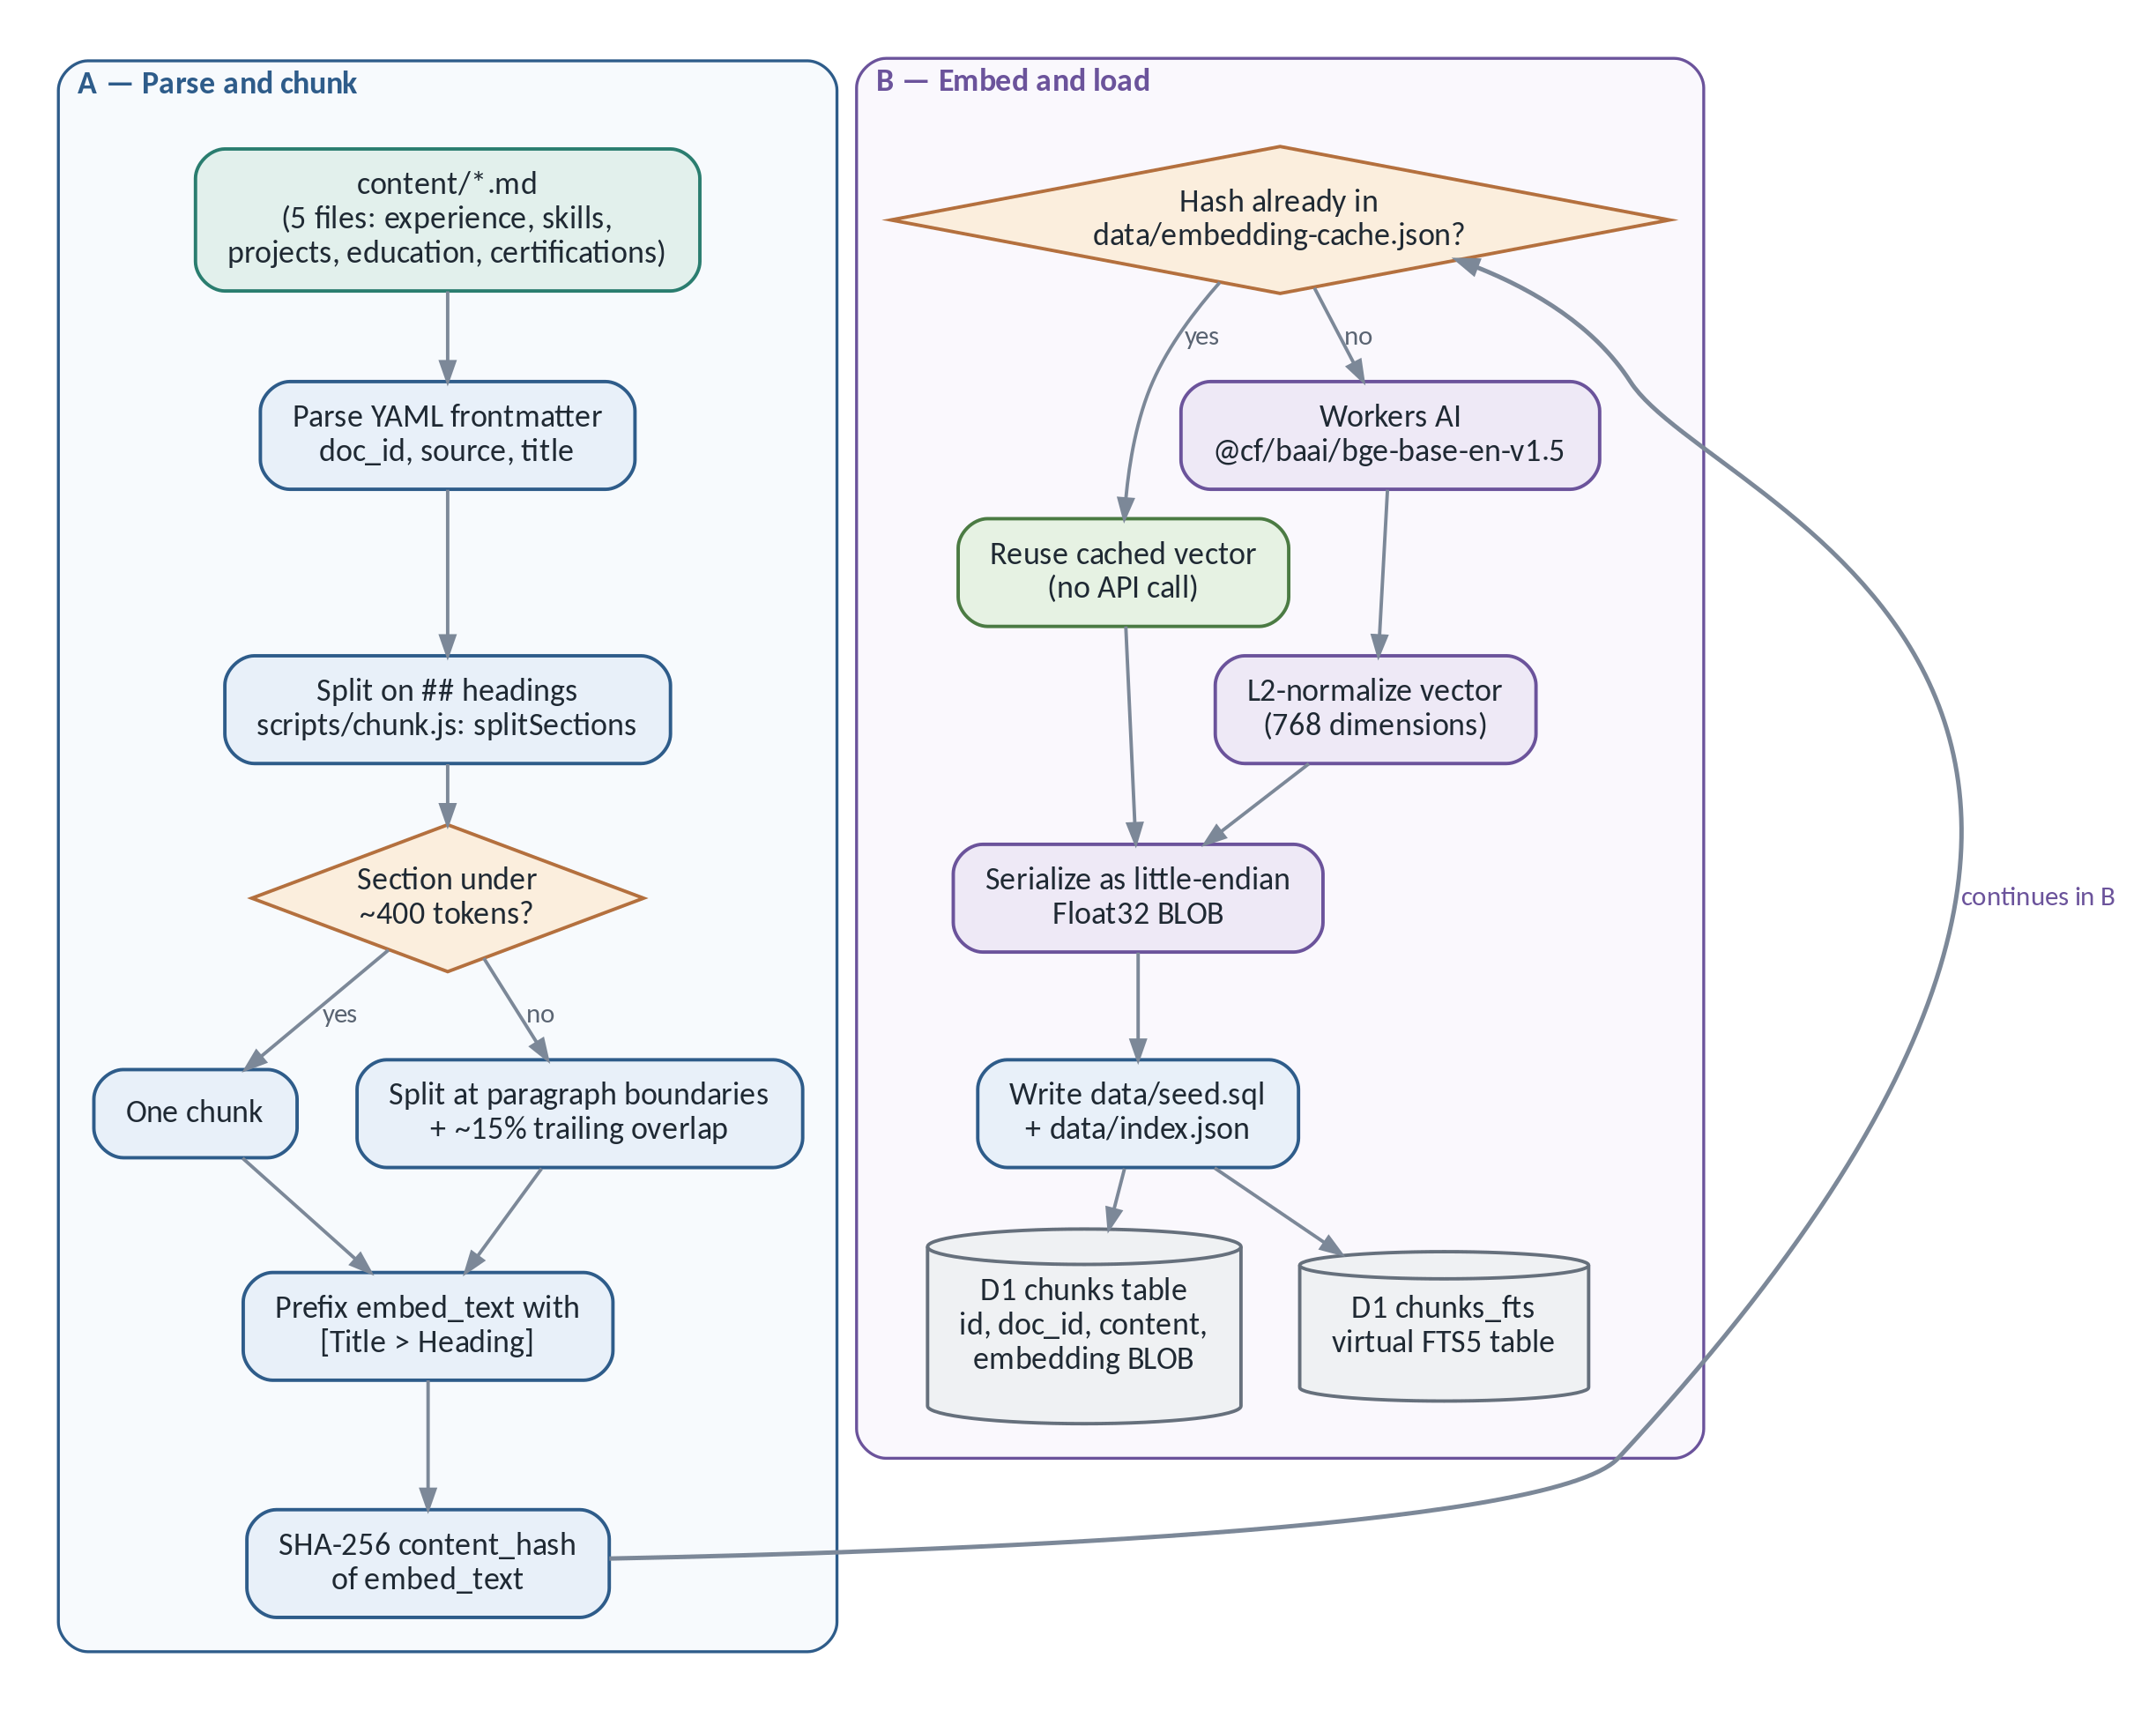 A — Parse and chunk
content/*.md
(5 files: experience, skills,
projects, education, certifications)
Parse YAML frontmatter
doc_id, source, title
Split on ## headings
scripts/chunk.js: splitSections
Section under
~400 tokens?
yes
no
One chunk
Split at paragraph boundaries
+ ~15% trailing overlap
Prefix embed_text with
[Title > Heading]
SHA-256 content_hash
of embed_text
B — Embed and load
Hash already in
data/embedding-cache.json?
yes
no
Workers AI
@cf/baai/bge-base-en-v1.5
Reuse cached vector
(no API call)
L2-normalize vector
(768 dimensions)
Serialize as little-endian
Float32 BLOB
Write data/seed.sql
+ data/index.json
D1 chunks table
id, doc_id, content,
embedding BLOB
D1 chunks_fts
virtual FTS5 table
continues in B